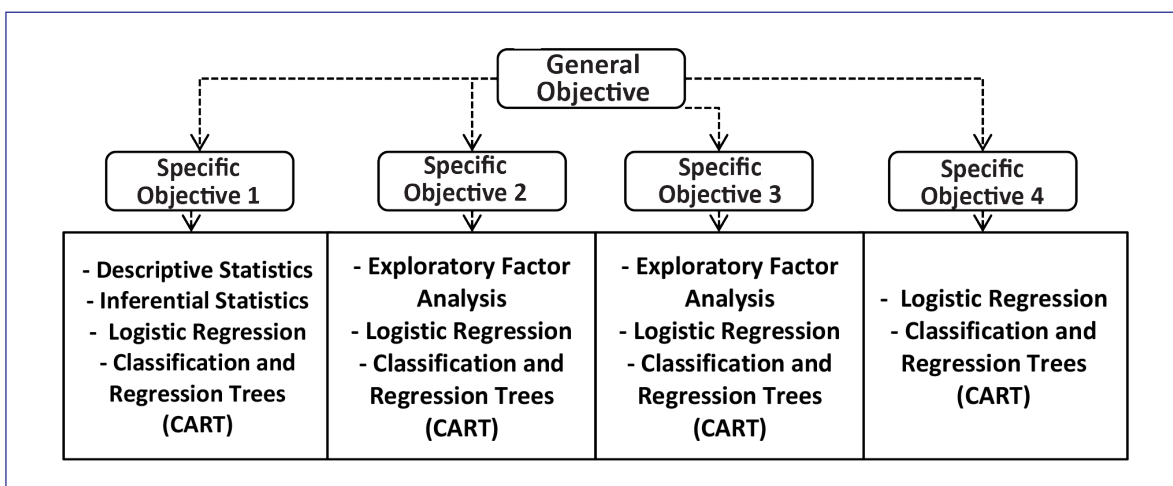 General
Objective
Specific
Objective 1
Specific
Objective 2
Specific
Objective 3
Specific
Objective 4
- Descriptive Statistics
- Inferential Statistics
- Logistic Regression
- Classification and
Regression Trees
(CART)
- Exploratory Factor
Analysis
- Logistic Regression
- Classification and
Regression Trees
(CART)
- Exploratory Factor
Analysis
- Logistic Regression
- Classification and
Regression Trees
(CART)
- Logistic Regression
- Classification and
Regression Trees
(CART)